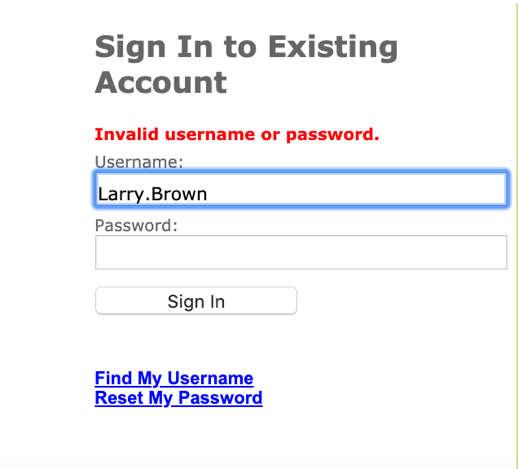 Sign In to Existing
Account
Invalid username or password.
Username:
Larry.Brown
Password:
Sign In
Find My Username
Reset My Password